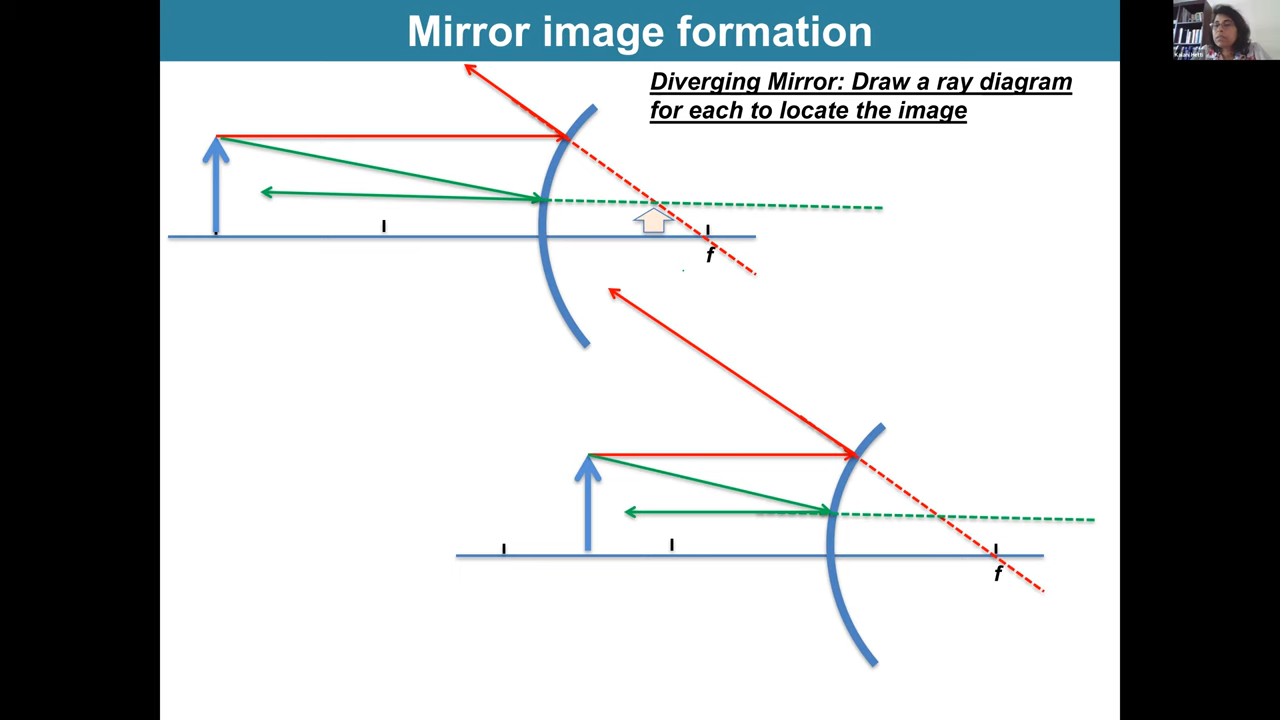 Mirror image formation
Diverging Mirror: Draw a ray diagram
for each to locate the image
f
f